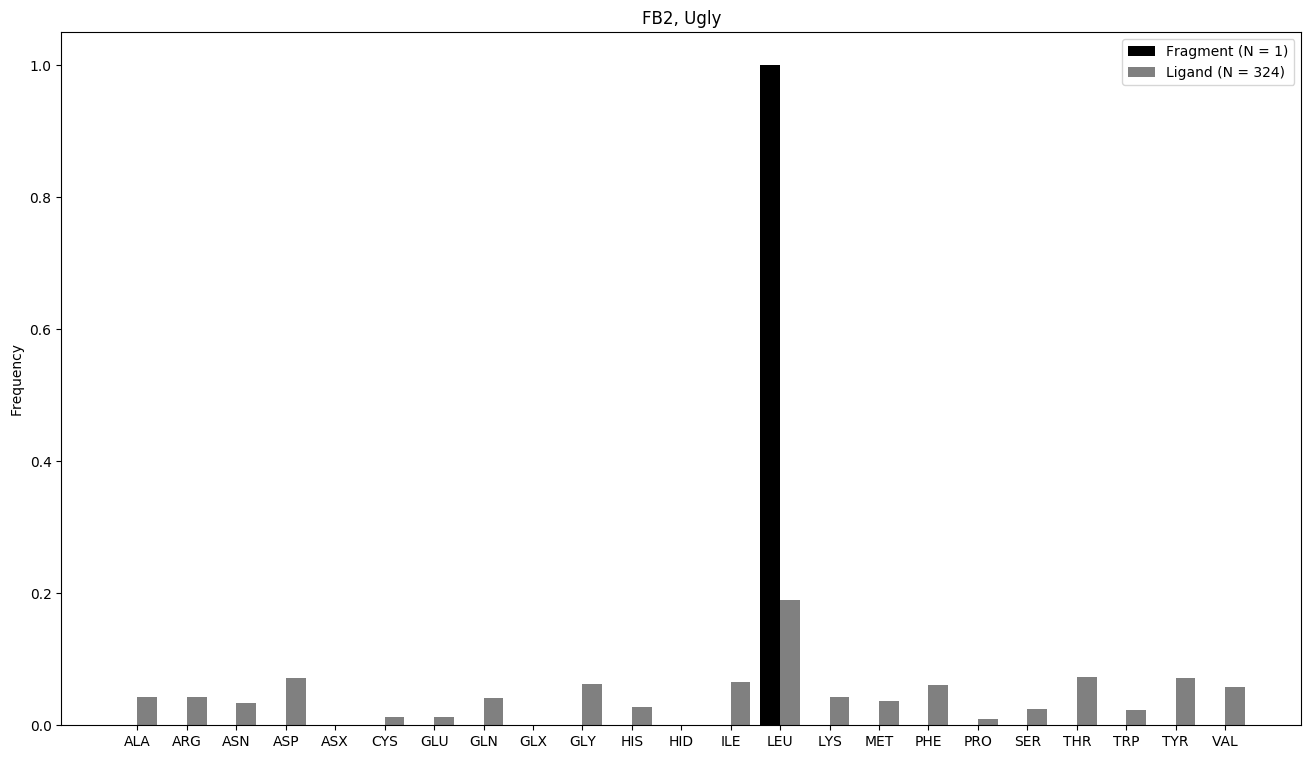 FB2, Ugly
Fragment (N = 1)
Ligand (N = 324)
Frequency
1.0
0.8
0.6
0.4
0.2
0.0
ALA ARG ASN ASP ASX CYS GLU GLN GLX GLY HIS HID ILE LEU LYS MET PHE PRO SER THR TRP TYR VAL